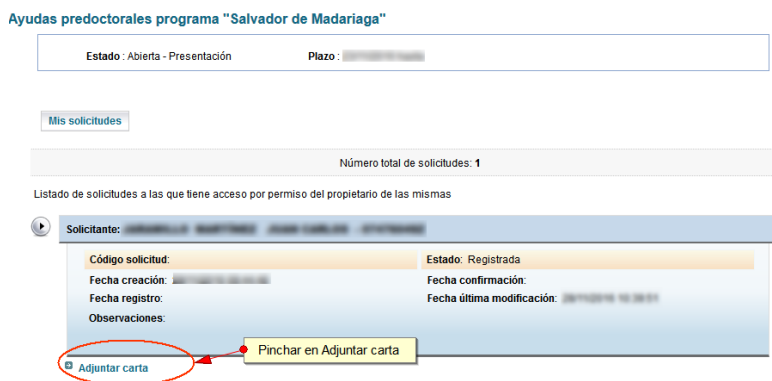 Ayudas predoctorales programa "Salvador de Madariaga"
Estado : Abierta - Presentación Plazo :
Mis solicitudes
Número total de solicitudes: 1
Listado de solicitudes a las que tiene acceso por permiso del propietario de las mismas
Solicitante:
Código solicitud: Estado: Registrada
Fecha creación: Fecha confirmación:
Fecha registro: Fecha última modificación:
Observaciones:
Pinchar en Adjuntar carta
Adjuntar carta